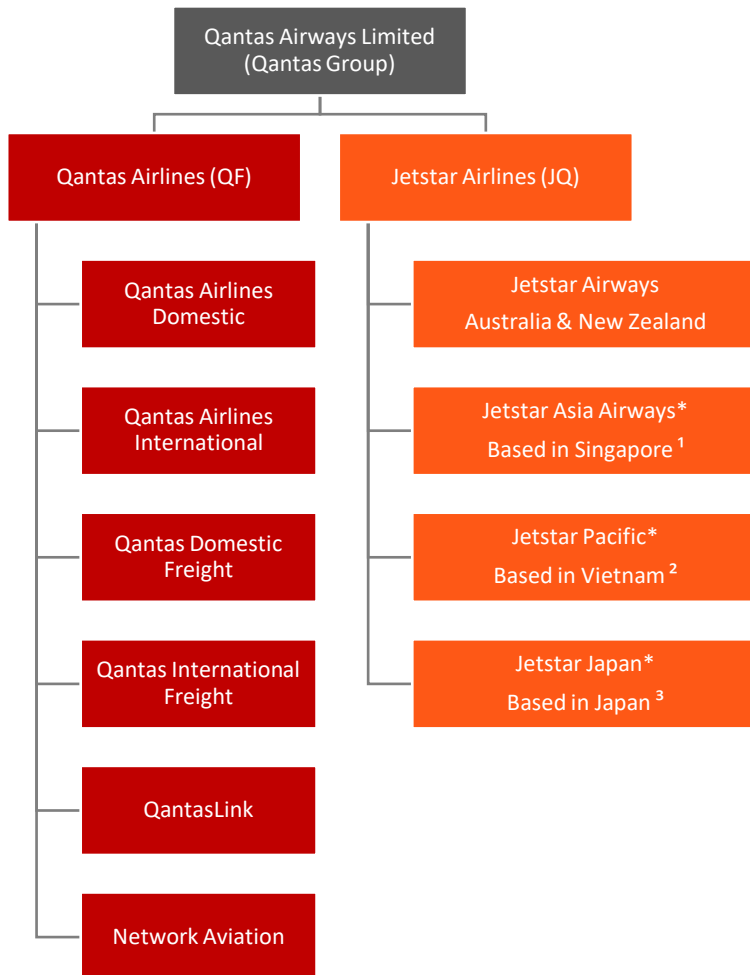 Qantas Airways Limited
(Qantas Group)
Qantas Airlines (QF)
Jetstar Airlines (JQ)
Qantas Airlines
Domestic
Qantas Airlines
International
Qantas Domestic
Freight
Qantas International
Freight
QantasLink
Network Aviation
Jetstar Airways
Australia & New Zealand
Jetstar Asia Airways*
Based in Singapore ¹
Jetstar Pacific*
Based in Vietnam ²
Jetstar Japan*
Based in Japan ³